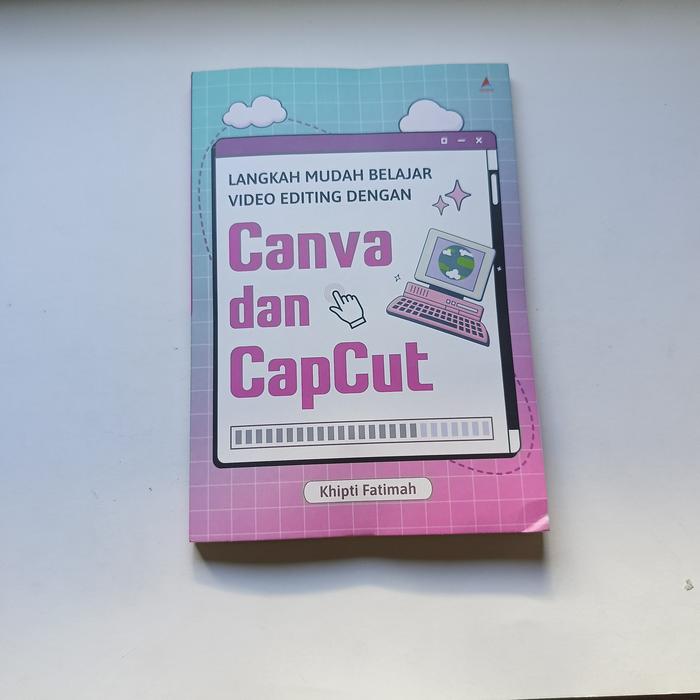 LANGKAH MUDAH BELAJAR
VIDEO EDITING DENGAN
Canva
dan
CapCut
Khipti Fatimah